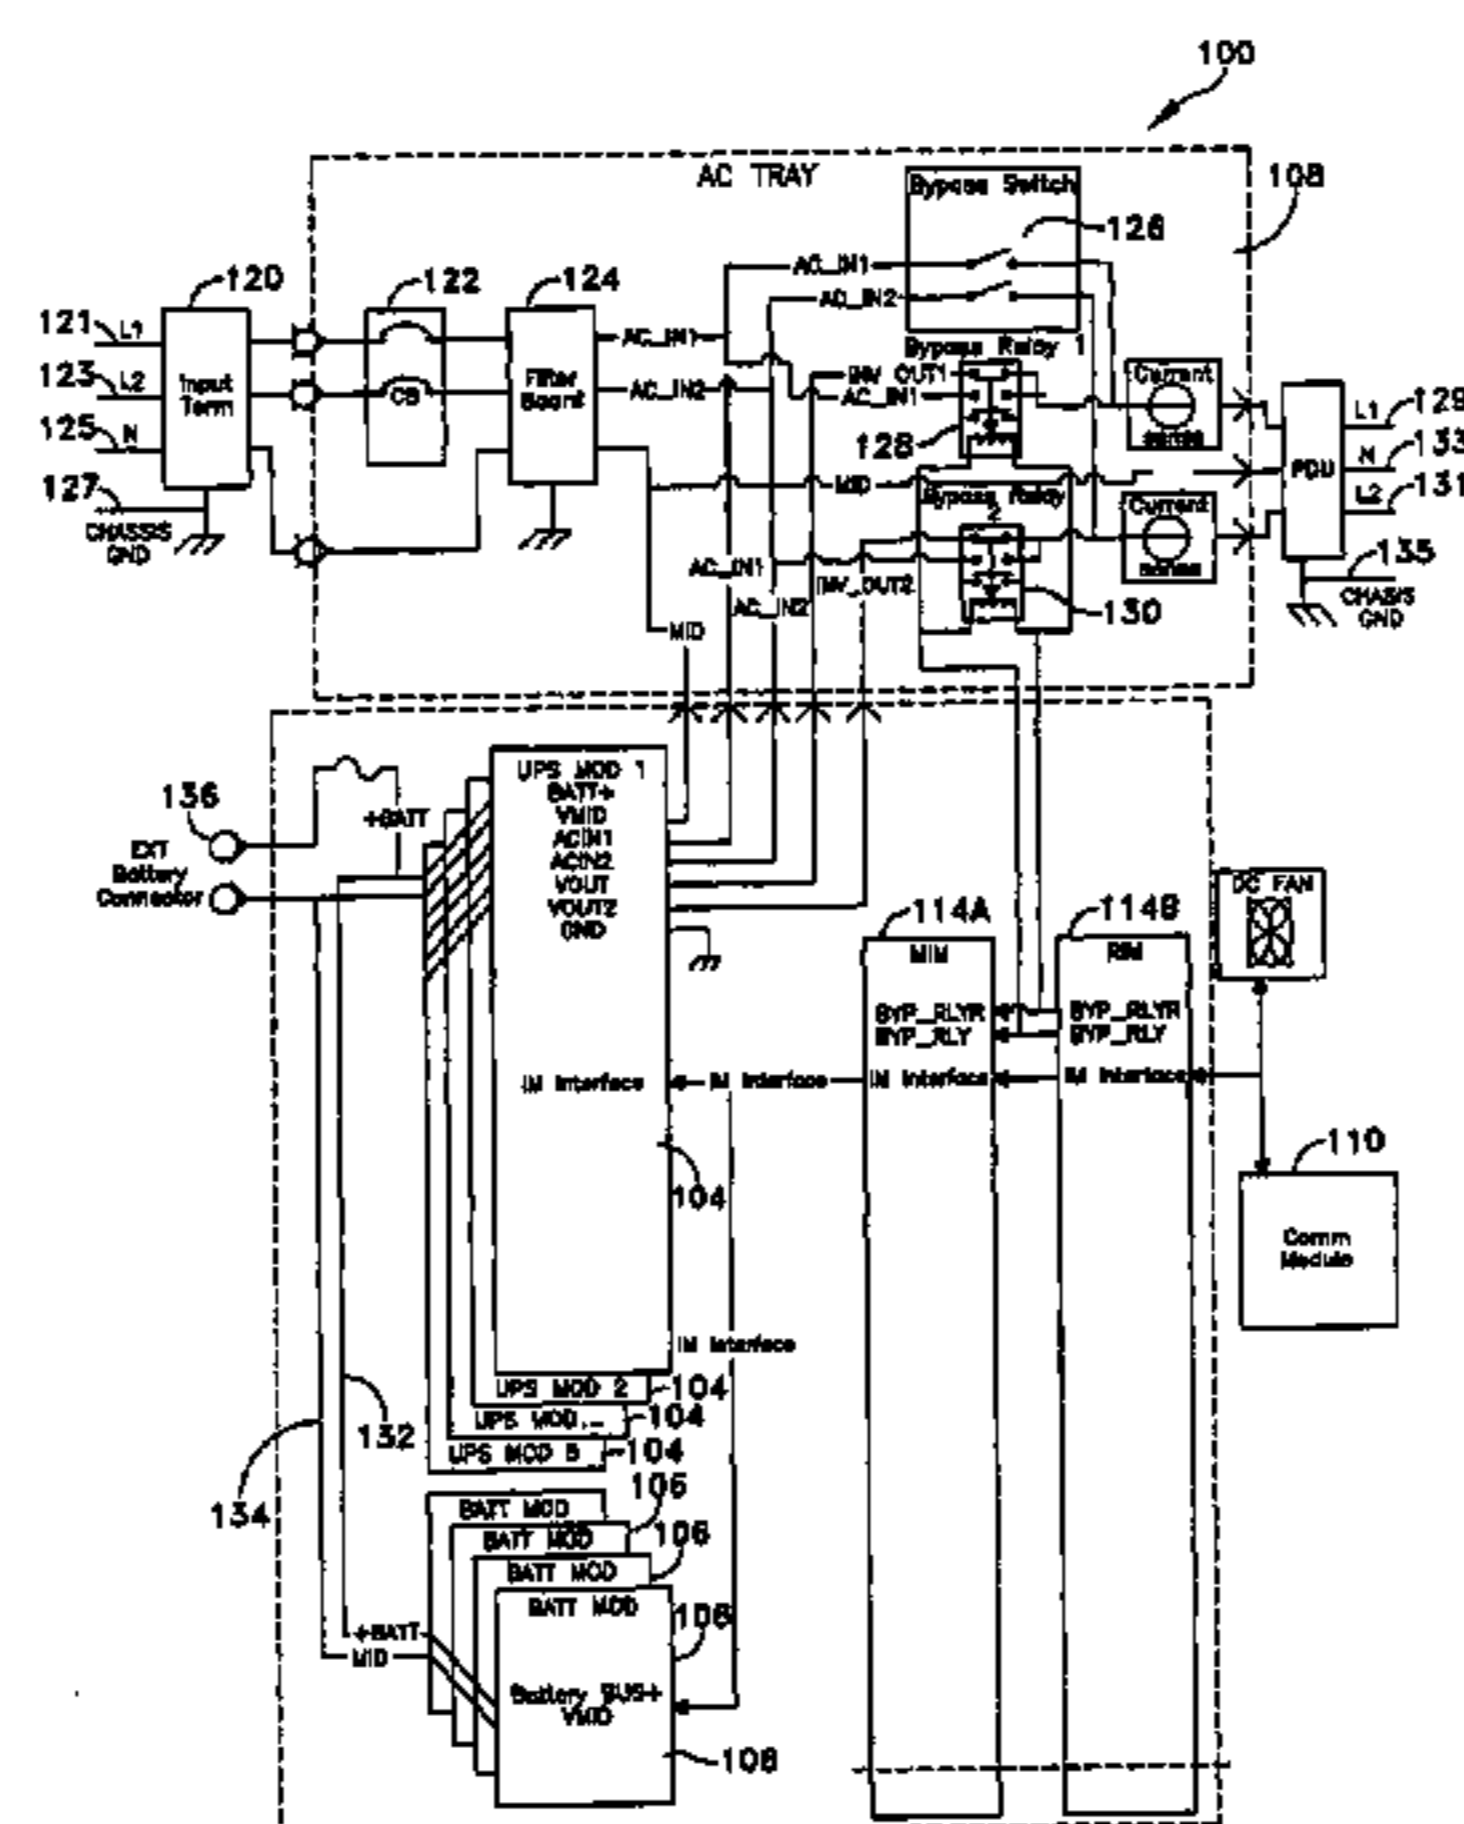 100
AC TRAY
108
Bypass Switch
126
AC_IN1
AC_IN2
120
122
124
121
L1
123
L2
125
N
127
CHASSIS
GND
Input
Term
CB
Filter
Board
AC_IN1
AC_IN2
Bypass Relay 1
INV_OUT1
AC_IN1
128
Current
sense
MID
Bypass Relay
2
Current
sense
PDU
L1
129
N
133
L2
131
135
CHASIS
GND
AC_IN1
AC_IN2
INV_OUT2
130
MID
136
EXT
Battery
Connector
+BATT
UPS MOD 1
BATT+
VMID
ACIN1
ACIN2
VOUT
VOUT2
GND
IM Interface
IM Interface
104
114A
MIM
BYP_RLYR
BYP_RLY
IM Interface
114B
RIM
BYP_RLYR
BYP_RLY
IM Interface
DC FAN
110
Comm
Module
IM Interface
UPS MOD 2
104
UPS MOD._
104
UPS MOD 5
104
132
134
BATT MOD
106
BATT MOD
106
BATT MOD
BATT MOD
106
+BATT
MID
Battery BUS+
VMID
106